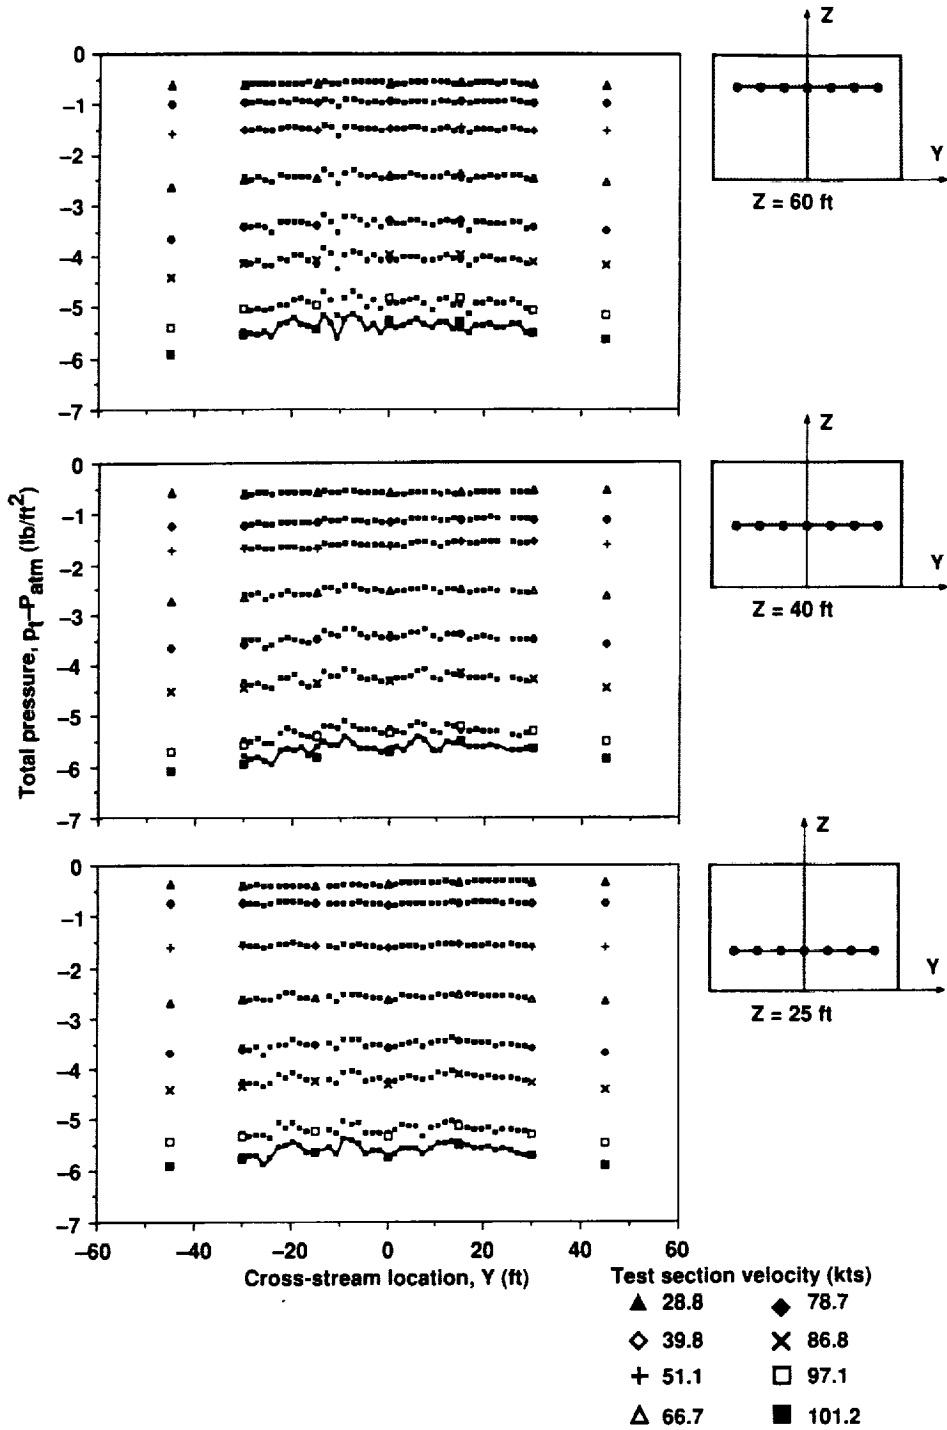 Total pressure, pt–Patm (lb/ft2)
0
–1
–2
–3
–4
–5
–6
–7
Z
Y
Z = 60 ft
0
–1
–2
–3
–4
–5
–6
–7
Z
Y
Z = 40 ft
0
–1
–2
–3
–4
–5
–6
–7
Z
Y
Z = 25 ft
–60 –40 –20 0 20 40 60
Cross-stream location, Y (ft)
Test section velocity (kts)
28.8 78.7
39.8 86.8
51.1 97.1
66.7 101.2